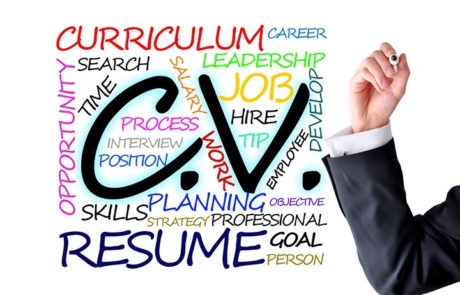 CURRICULUM
CAREER
SEARCH
LEADERSHIP
OPPORTUNITY
TIME
SALARY
JOB
DEVELOP
C.V.
PROCESS
HIRE
INTERVIEW
WORK
TIP
POSITION
EMPLOYEE
PLANNING
OBJECTIVE
SKILLS
STRATEGY
PROFESSIONAL
RESUME
GOAL
PERSON